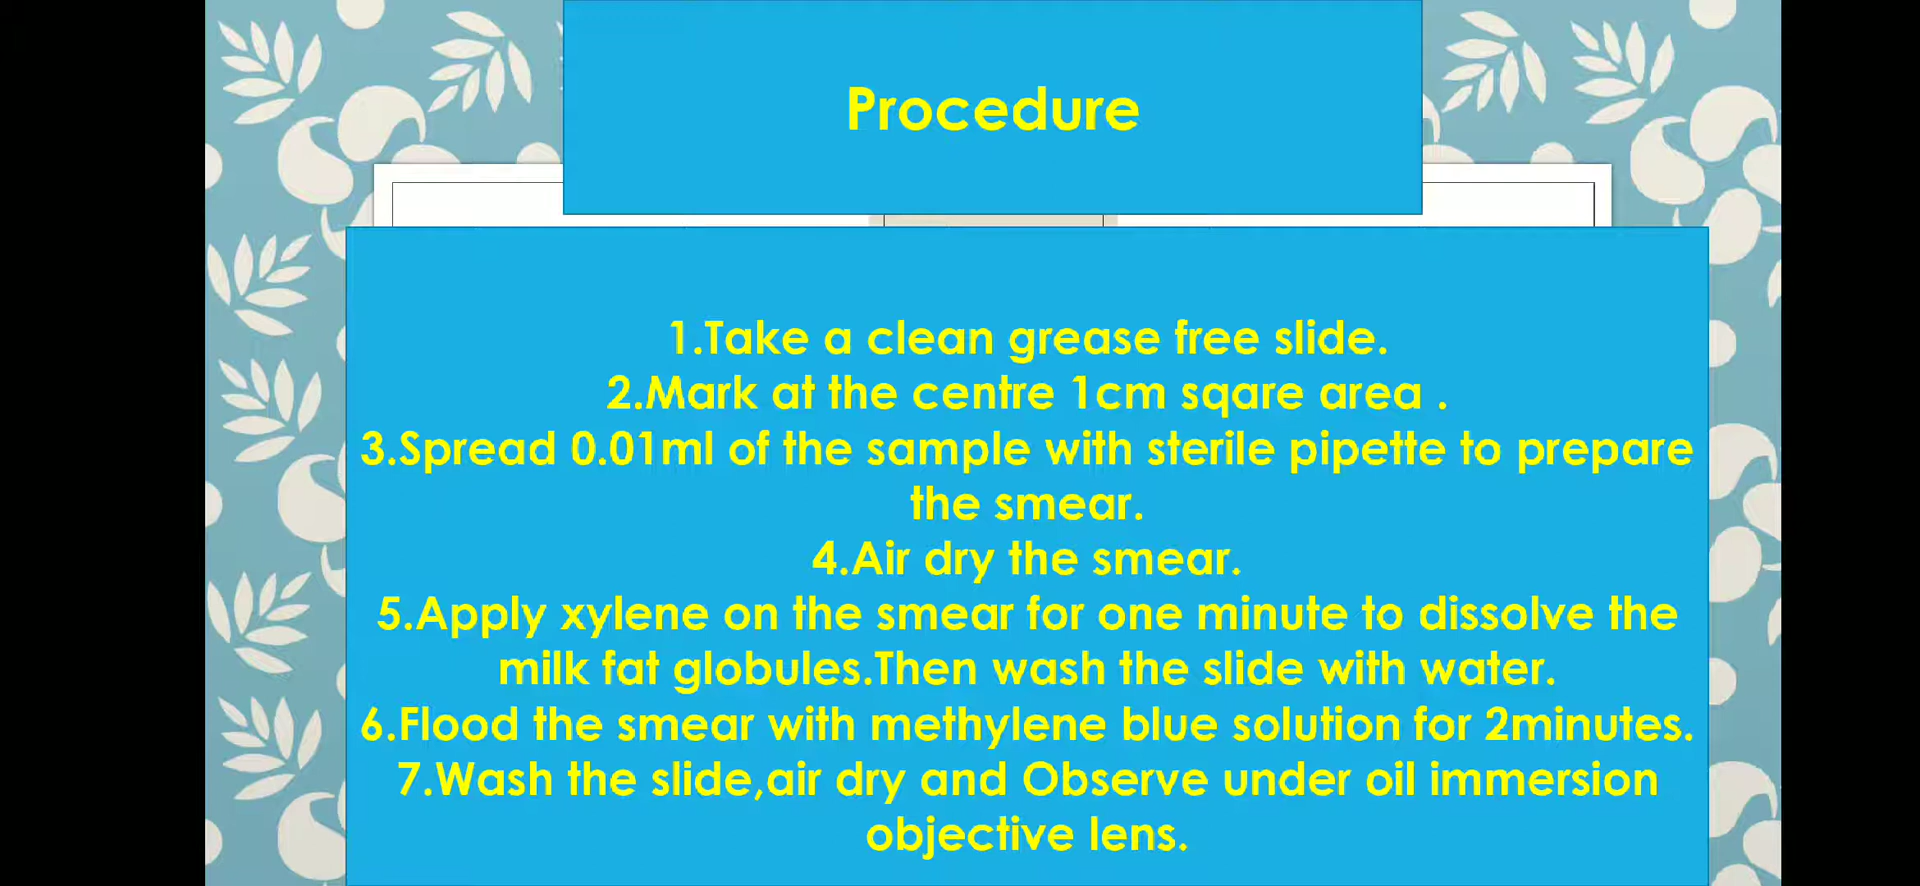 Procedure
1.Take a clean grease free slide.
2.Mark at the centre 1cm sqare area .
3.Spread 0.01ml of the sample with sterile pipette to prepare
the smear.
4.Air dry the smear.
5.Apply xylene on the smear for one minute to dissolve the
milk fat globules.Then wash the slide with water.
6.Flood the smear with methylene blue solution for 2minutes.
7.Wash the slide,air dry and Observe under oil immersion
objective lens.